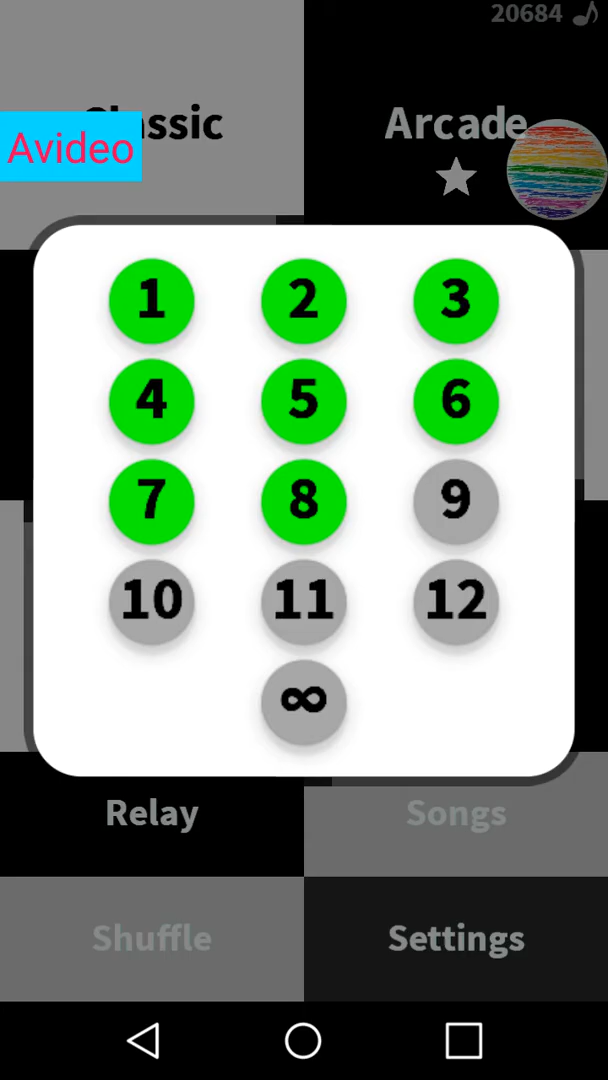 20684
Classic
Arcade
Avideo
1 2 3
4 5 6
7 8 9
10 11 12
∞
Relay
Songs
Shuffle
Settings